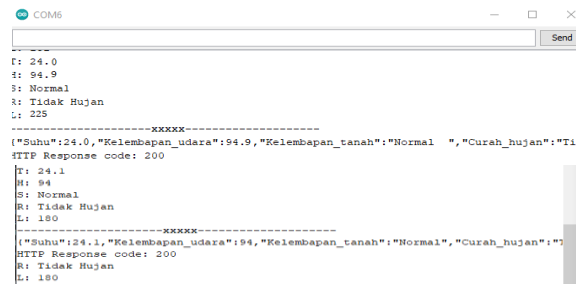 COM6
Send
T: 24.0
H: 94.9
S: Normal
R: Tidak Hujan
L: 225
--------------------xxxxx--------------------
{"Suhu":24.0,"Kelembapan_udara":94.9,"Kelembapan_tanah":"Normal  ","Curah_hujan":"Ti
HTTP Response code: 200
T: 24.1
H: 94
S: Normal
R: Tidak Hujan
L: 180
---------------------xxxxx--------------------
{"Suhu":24.1,"Kelembapan_udara":94,"Kelembapan_tanah":"Normal","Curah_hujan":"T
HTTP Response code: 200
R: Tidak Hujan
L: 180